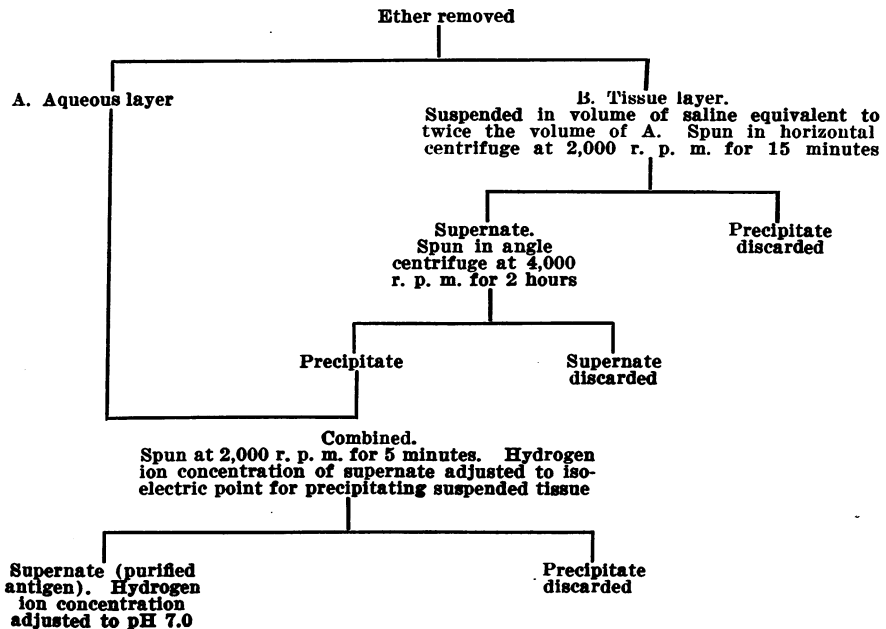 Ether removed
A. Aqueous layer
B. Tissue layer.
Suspended in volume of saline equivalent to
twice the volume of A. Spun in horizontal
centrifuge at 2,000 r. p. m. for 15 minutes
Supernate.
Spun in angle
centrifuge at 4,000
r. p. m. for 2 hours
Precipitate
discarded
Precipitate
Supernate
discarded
Combined.
Spun at 2,000 r. p. m. for 5 minutes. Hydrogen
ion concentration of supernate adjusted to iso-
electric point for precipitating suspended tissue
Supernate (purified
antigen). Hydrogen
ion concentration
adjusted to pH 7.0
Precipitate
discarded